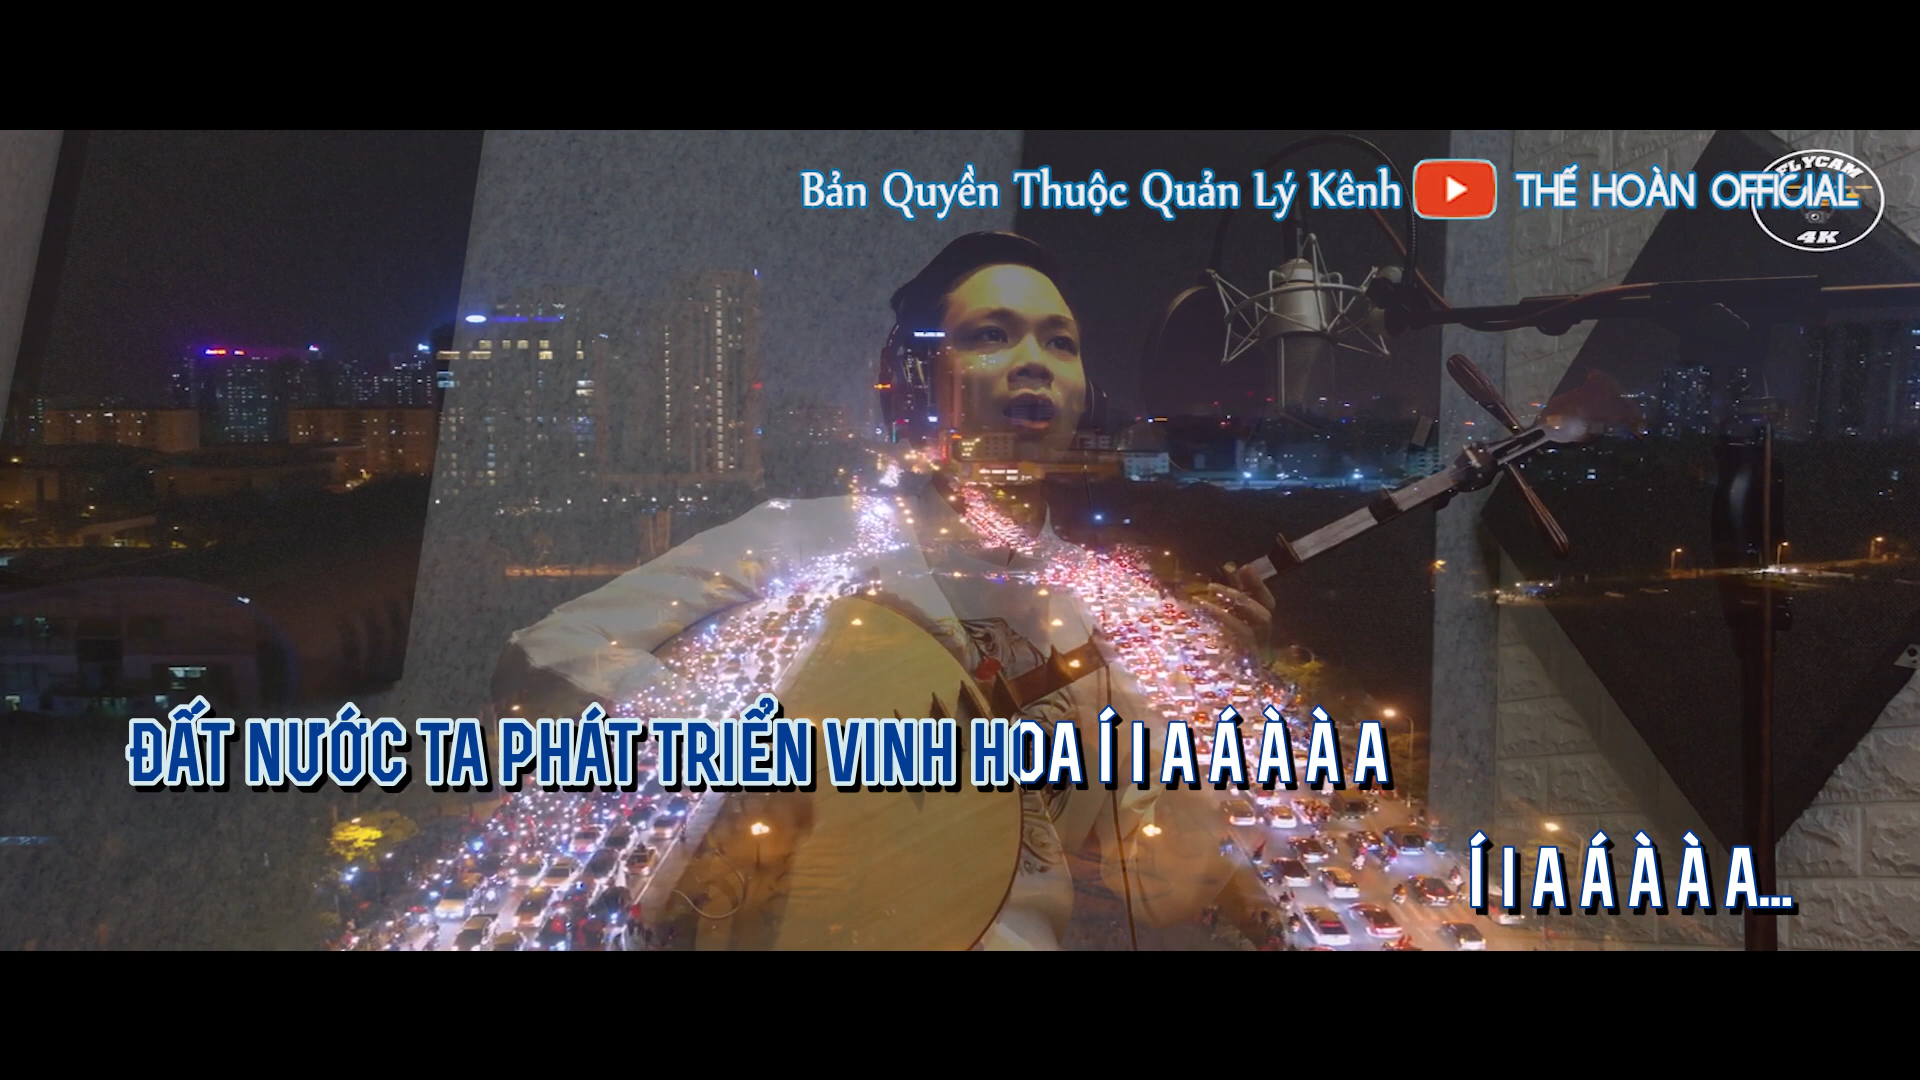 Bản Quyền Thuộc Quản Lý Kênh THẾ HOÀN OFFICIAL
FLYCAM
4K
ĐẤT NƯỚC TA PHÁT TRIỂN VINH HOA Í I A Á À À A
Í I A Á À À A...